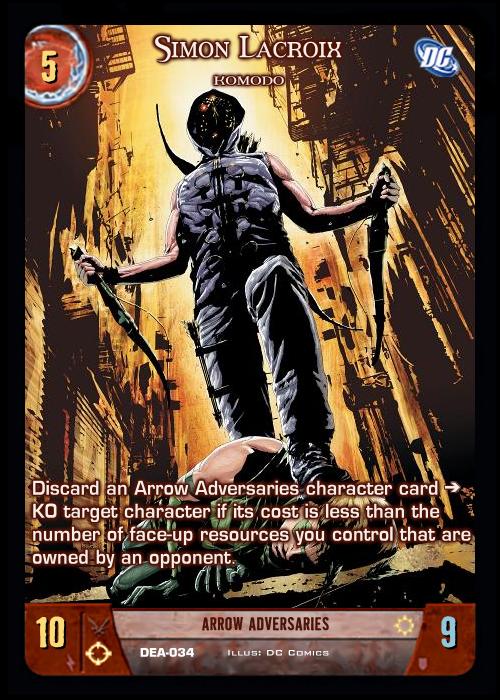 5
SIMON LACROIX
KOMODO
DC
Discard an Arrow Adversaries character card ➔
KO target character if its cost is less than the
number of face-up resources you control that are
owned by an opponent.
10
ARROW ADVERSARIES
9
DEA-034
ILLUS: DC COMICS